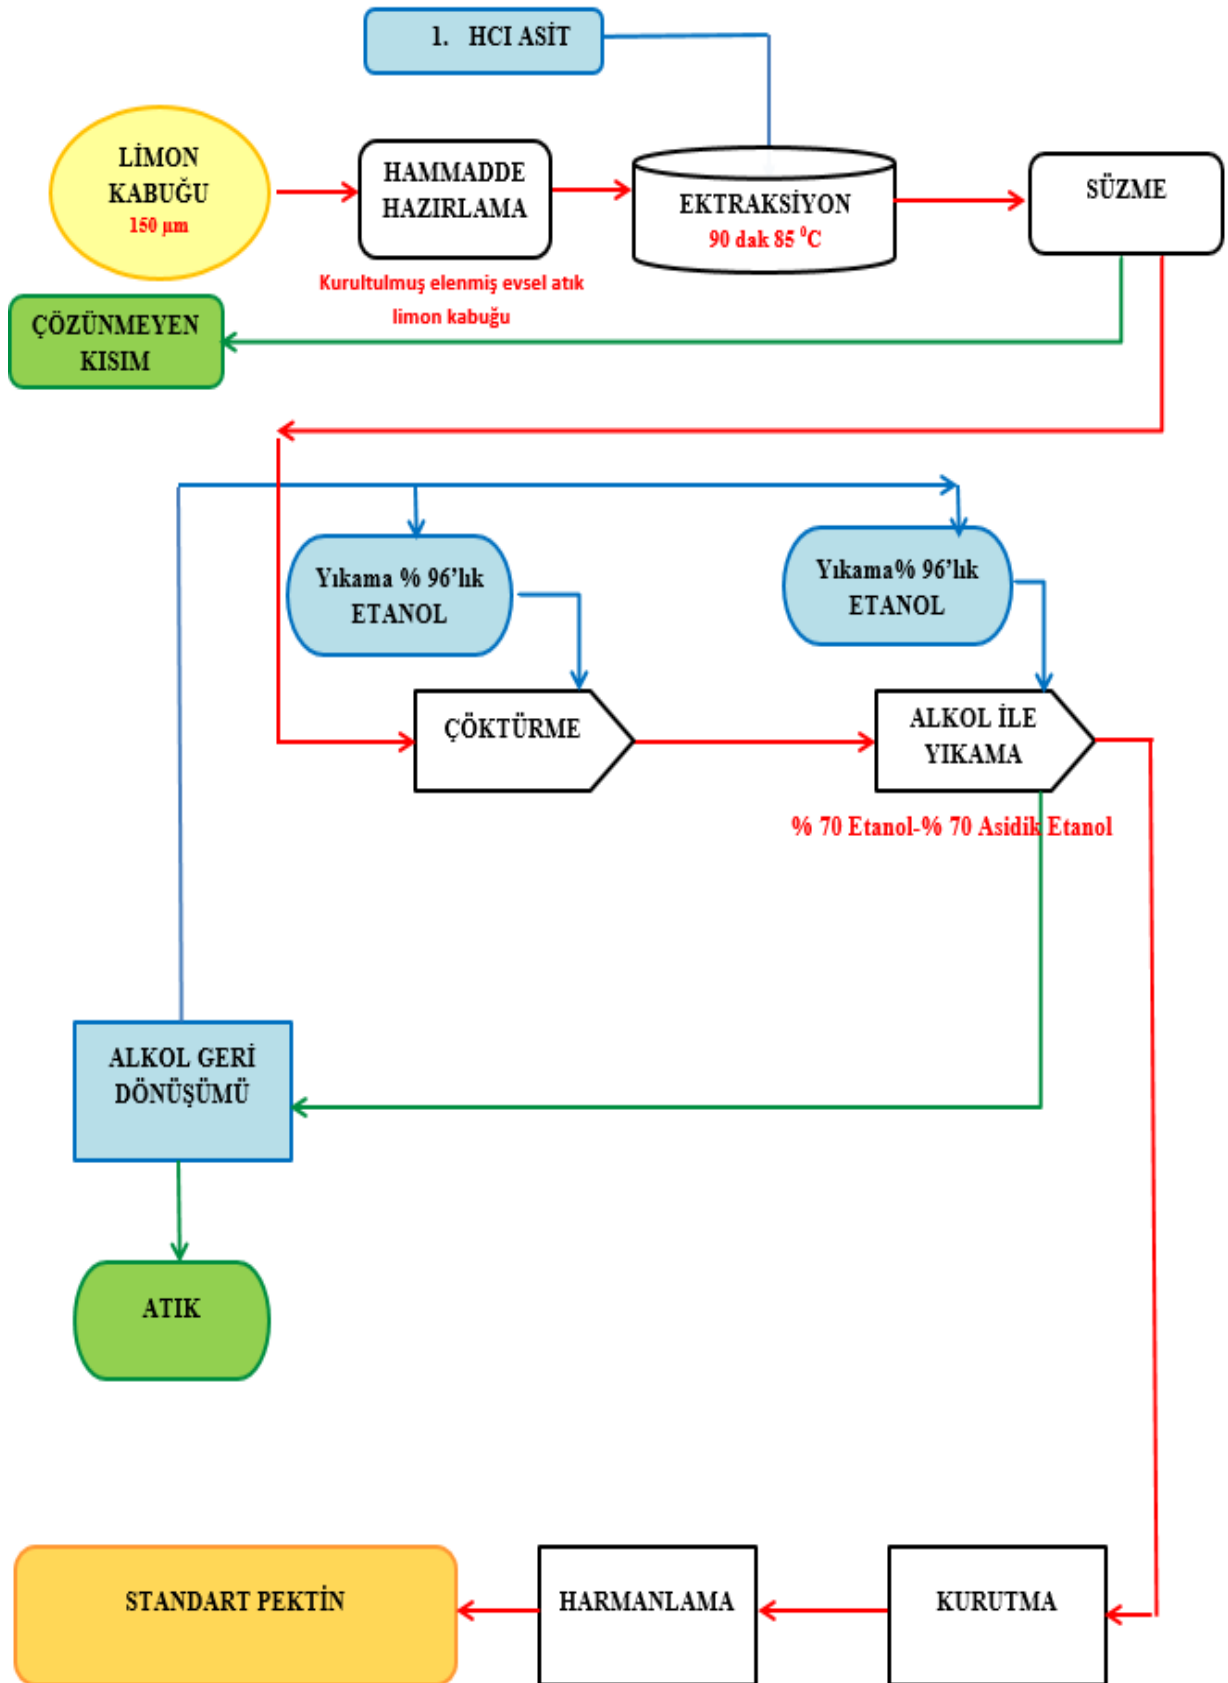 1. HCI ASİT
LİMON
KABUĞU
150 µm
HAMMADDE
HAZIRLAMA
Kurultulmuş elenmiş evsel atık
limon kabuğu
EKTRAKSİYON
90 dak 85 ⁰C
SÜZME
ÇÖZÜNMEYEN
KISIM
Yıkama % 96’lık
ETANOL
Yıkama% 96’lık
ETANOL
ÇÖKTÜRME
ALKOL İLE
YIKAMA
% 70 Etanol-% 70 Asidik Etanol
ALKOL GERİ
DÖNÜŞÜMÜ
ATIK
STANDART PEKTİN
HARMANLAMA
KURUTMA